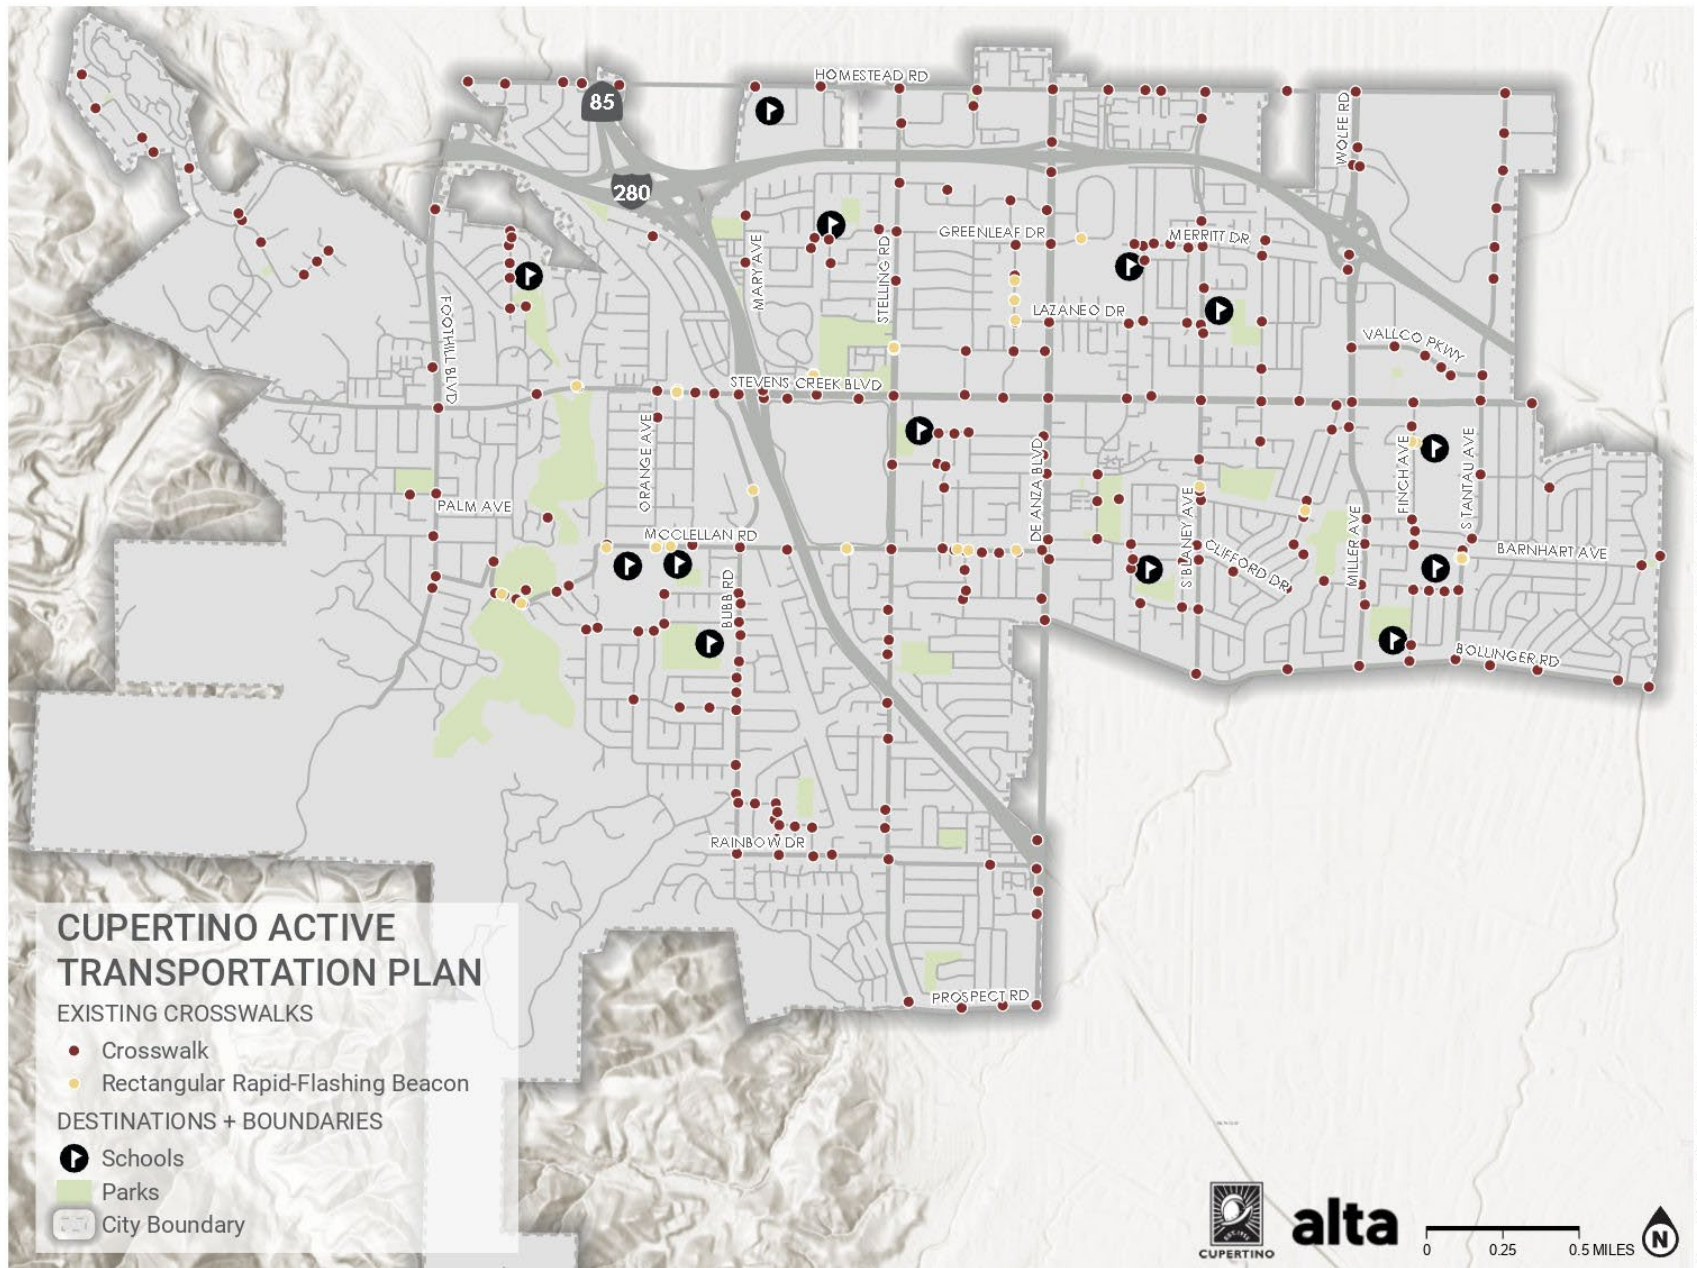 HOMESTEAD RD
85
WOLFE RD
280
GREENLEAF DR
MERRITT DR
MARY AVE
STELLING RD
FOOTHILL BLVD
LAZANEO DR
VALLCO PKWY
STEVENS CREEK BLVD
ORANGE AVE
DE ANZA BLVD
FINCH AVE
S TANTAU AVE
PALM AVE
S BLANEY AVE
MILLER AVE
MCCLELLAN RD
CLIFFORD DR
BARNHART AVE
BUBB RD
BOLLINGER RD
RAINBOW DR
PROSPECT RD
CUPERTINO ACTIVE
TRANSPORTATION PLAN
EXISTING CROSSWALKS
Crosswalk
Rectangular Rapid-Flashing Beacon
DESTINATIONS + BOUNDARIES
Schools
Parks
City Boundary
CUPERTINO
alta
0 0.25 0.5 MILES
N